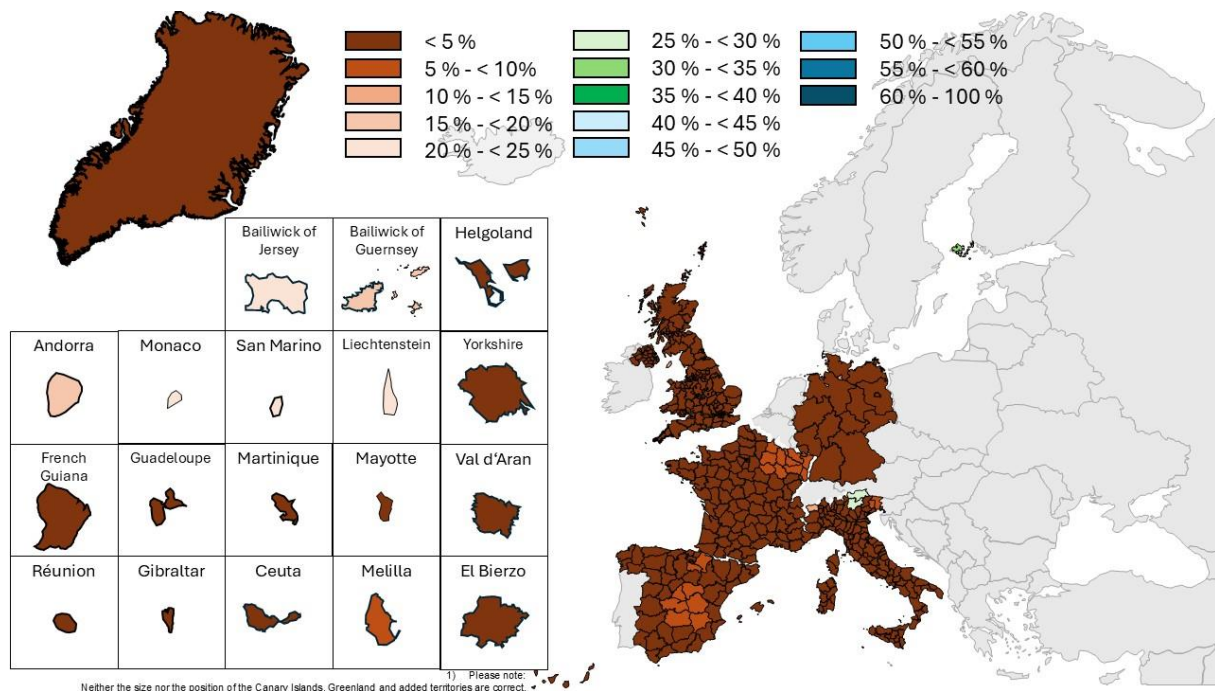 < 5 %
5 % - < 10%
10 % - < 15 %
15 % - < 20 %
20 % - < 25 %
25 % - < 30 %
30 % - < 35 %
35 % - < 40 %
40 % - < 45 %
45 % - < 50 %
50 % - < 55 %
55 % - < 60 %
60 % - 100 %
Bailiwick of
Jersey
Bailiwick of
Guernsey
Helgoland
Andorra
Monaco
San Marino
Liechtenstein
Yorkshire
French
Guiana
Guadeloupe
Martinique
Mayotte
Val d‘Aran
Réunion
Gibraltar
Ceuta
Melilla
El Bierzo
1) Please note:
Neither the size nor the position of the Canary Islands, Greenland and added territories are correct.